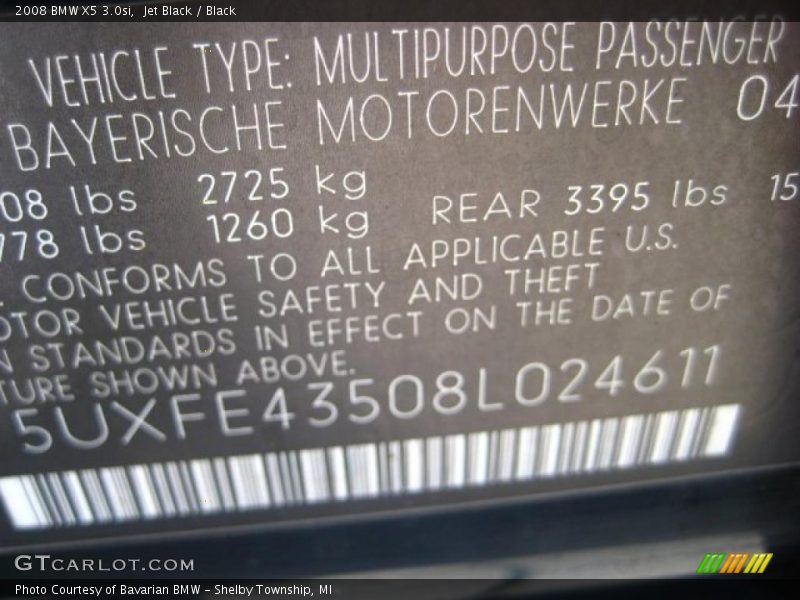 2008 BMW X5 3.0si, Jet Black / Black
VEHICLE TYPE: MULTIPURPOSE PASSENGER
BAYERISCHE MOTORENWERKE 04
08 lbs 2725 kg
778 lbs 1260 kg REAR 3395 lbs 15
CONFORMS TO ALL APPLICABLE U.S.
OTOR VEHICLE SAFETY AND THEFT
N STANDARDS IN EFFECT ON THE DATE OF
TURE SHOWN ABOVE.
5UXFE43508L024611
GTCARLOT.COM
Photo Courtesy of Bavarian BMW – Shelby Township, MI